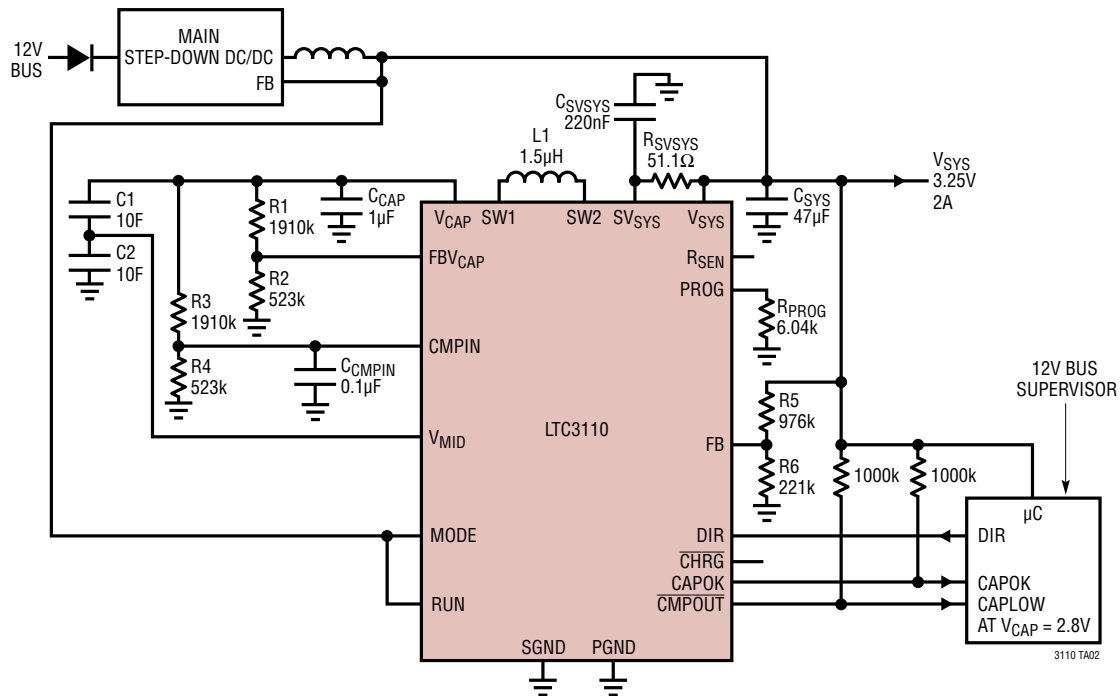 12V
BUS
MAIN
STEP-DOWN DC/DC
FB
CSVSYS
220nF
L1
1.5µH
RSVSYS
51.1Ω
VSYS
3.25V
2A
C1
10F
C2
10F
R1
1910k
CCAP
1µF
VCAP
SW1
SW2
SVSYS
VSYS
CSYS
47µF
FBVCAP
R2
523k
RSEN
PROG
RPROG
6.04k
R3
1910k
CMPIN
R4
523k
CCMPIN
0.1µF
12V BUS
SUPERVISOR
R5
976k
VMID
LTC3110
FB
R6
221k
1000k
1000k
µC
MODE
DIR
DIR
CHRG
CAPOK
CAPOK
RUN
CMPOUT
CAPLOW
AT VCAP = 2.8V
SGND
PGND
3110 TA02